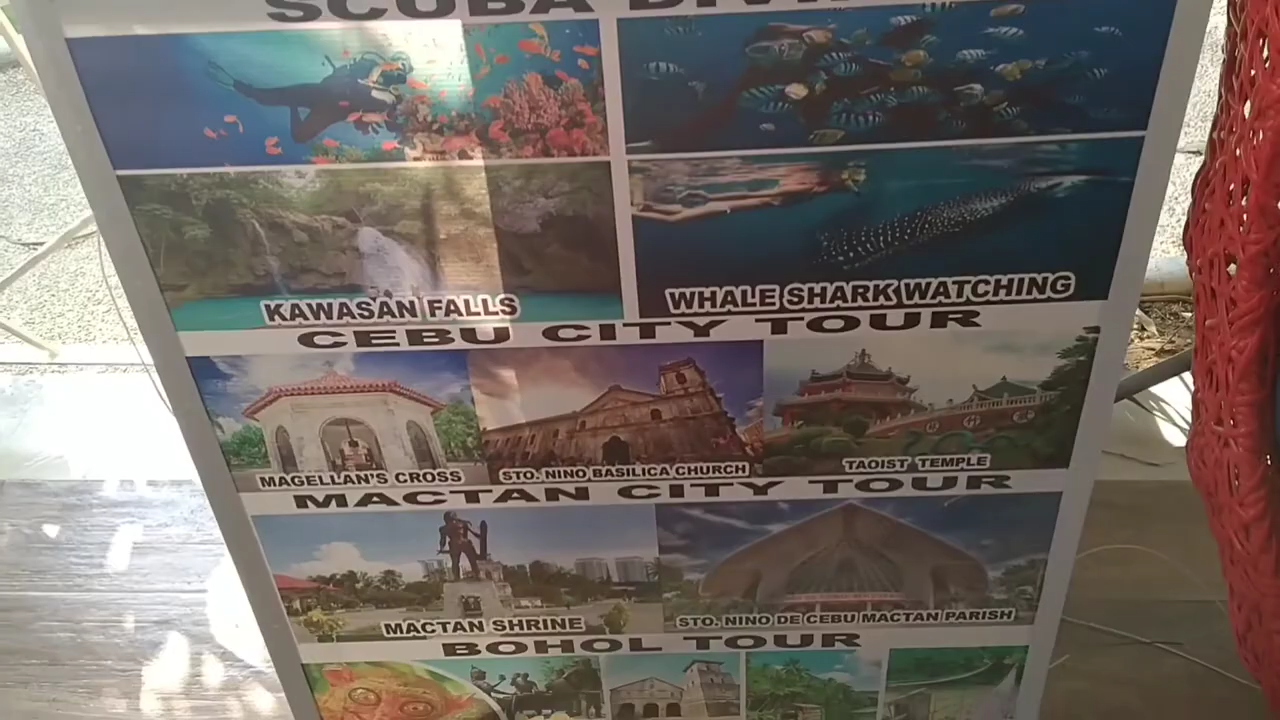 SCUBA DIVING
KAWASAN FALLS
WHALE SHARK WATCHING
CEBU CITY TOUR
MAGELLAN'S CROSS
STO. NINO BASILICA CHURCH
TAOIST TEMPLE
MACTAN CITY TOUR
MACTAN SHRINE
STO. NINO DE CEBU MACTAN PARISH
BOHOL TOUR